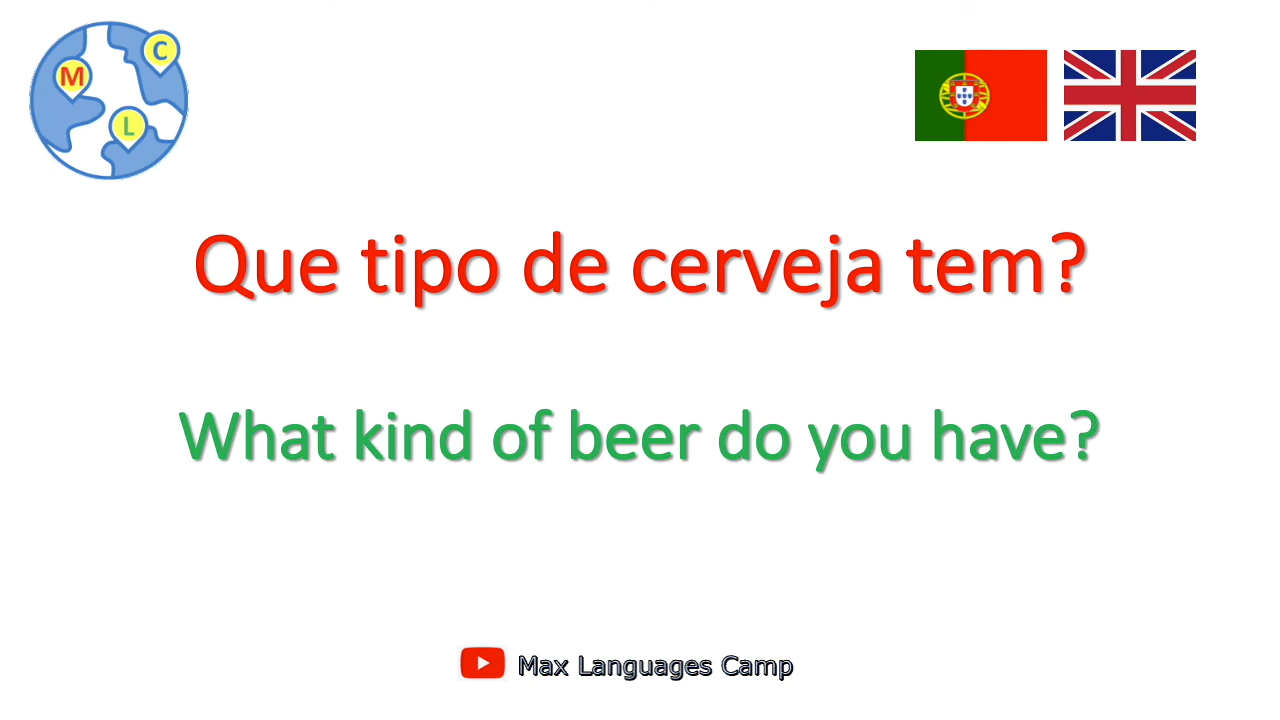 M
C
L
Que tipo de cerveja tem?
What kind of beer do you have?
Max Languages Camp